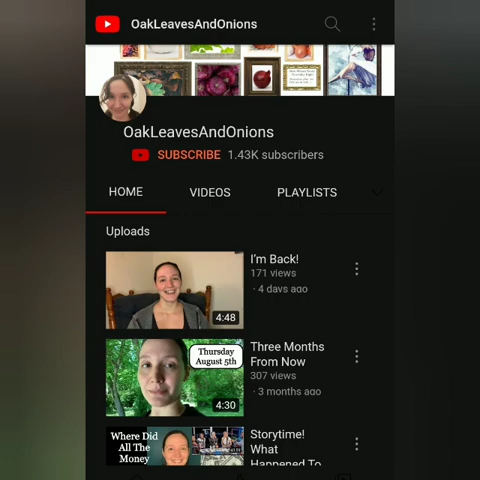 OakLeavesAndOnions
OakLeavesAndOnions
SUBSCRIBE 1.43K subscribers
HOME VIDEOS PLAYLISTS
Uploads
I'm Back!
171 views
· 4 days ago
4:48
Thursday
August 5th
Three Months
From Now
307 views
· 3 months ago
4:30
Where Did
All The
Money
Storytime!
What
Happened To